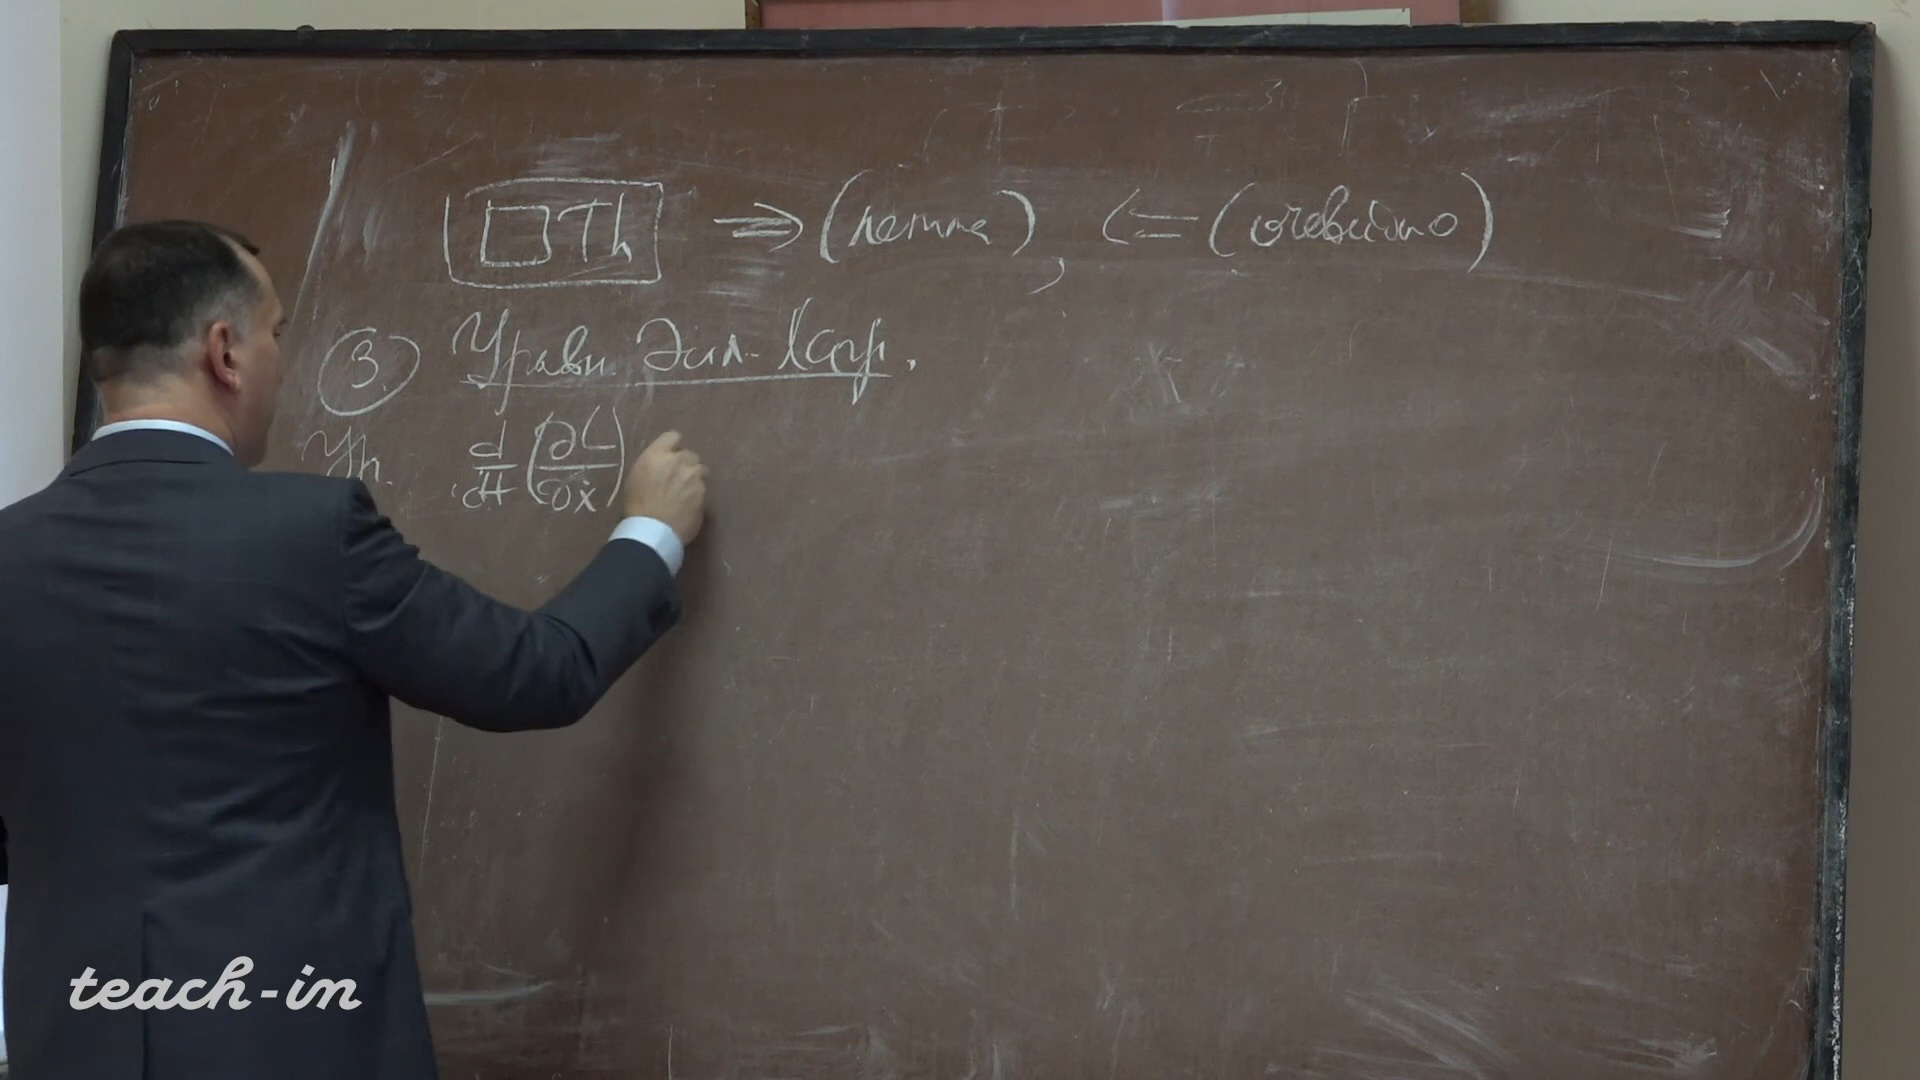 □ Th ⇒ (лемма), ⇐ (очевидно)
③. Уравн. Эйл-Лагр.
Ур. d/dt (∂L/∂ẋ)
teach-in